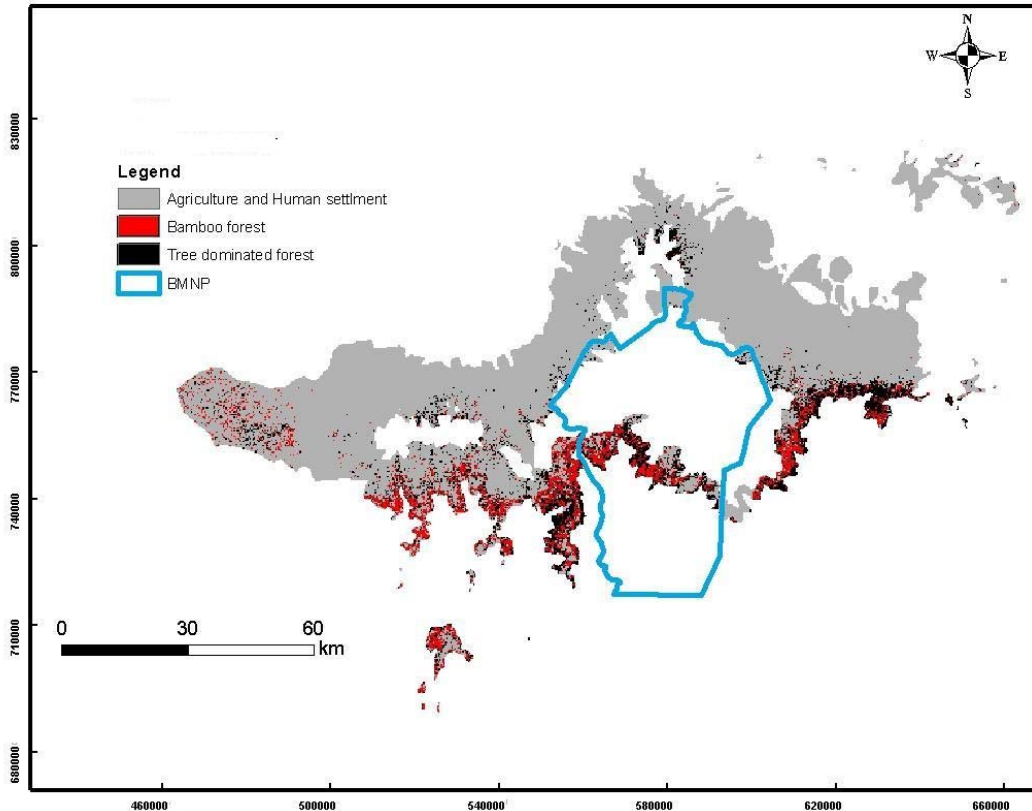 N
W E
S
Legend
Agriculture and Human settlment
Bamboo forest
Tree dominated forest
BMNP
0 30 60
km
830000
800000
770000
740000
7100000
680000
460000 500000 540000 580000 620000 660000